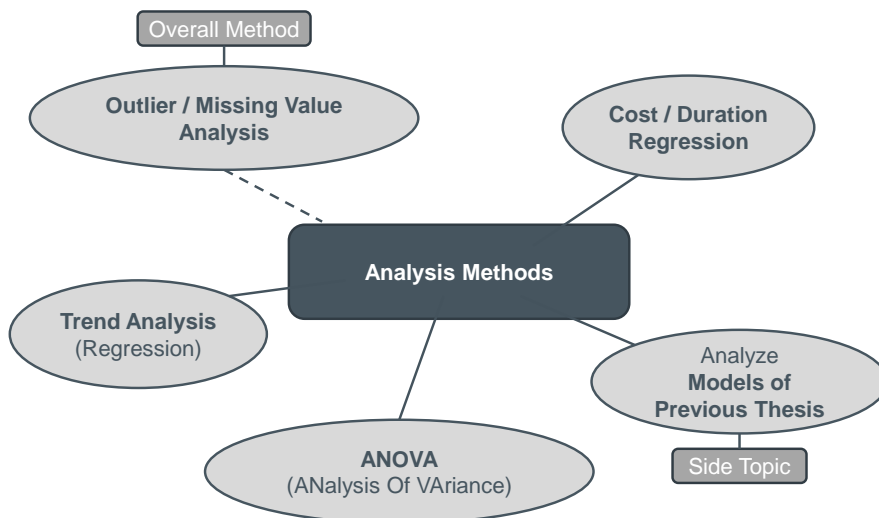 Overall Method
Outlier / Missing Value
Analysis
Cost / Duration
Regression
Analysis Methods
Trend Analysis
(Regression)
Analyze
Models of
Previous Thesis
ANOVA
(ANalysis Of VAriance)
Side Topic